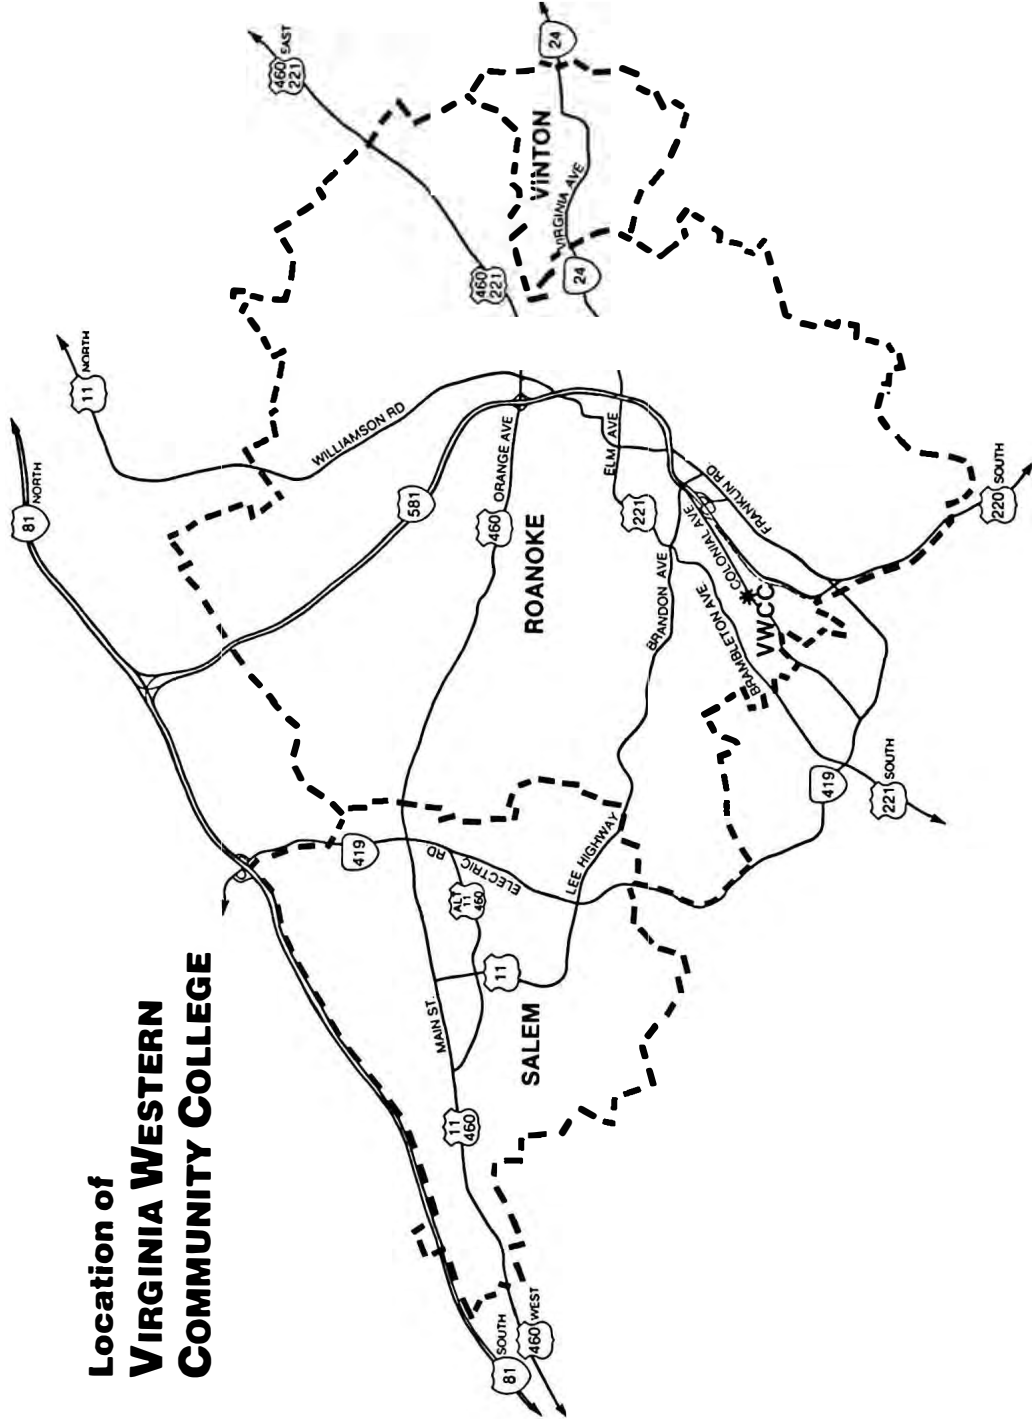 Location of
VIRGINIA WESTERN
COMMUNITY COLLEGE
81
NORTH
11
NORTH
460
221
EAST
24
VINTON
VIRGINIA AVE
460
221
24
WILLIAMSON RD
581
ORANGE AVE
460
ROANOKE
ELM AVE
221
FRANKLIN RD.
COLONIAL AVE
BRANDON AVE
BRAMBLETON AVE
VWCC
220
SOUTH
419
ELECTRIC
RD
LEE HIGHWAY
419
221
SOUTH
ALT
11
460
11
MAIN ST.
SALEM
11
460
SOUTH
81
460
WEST